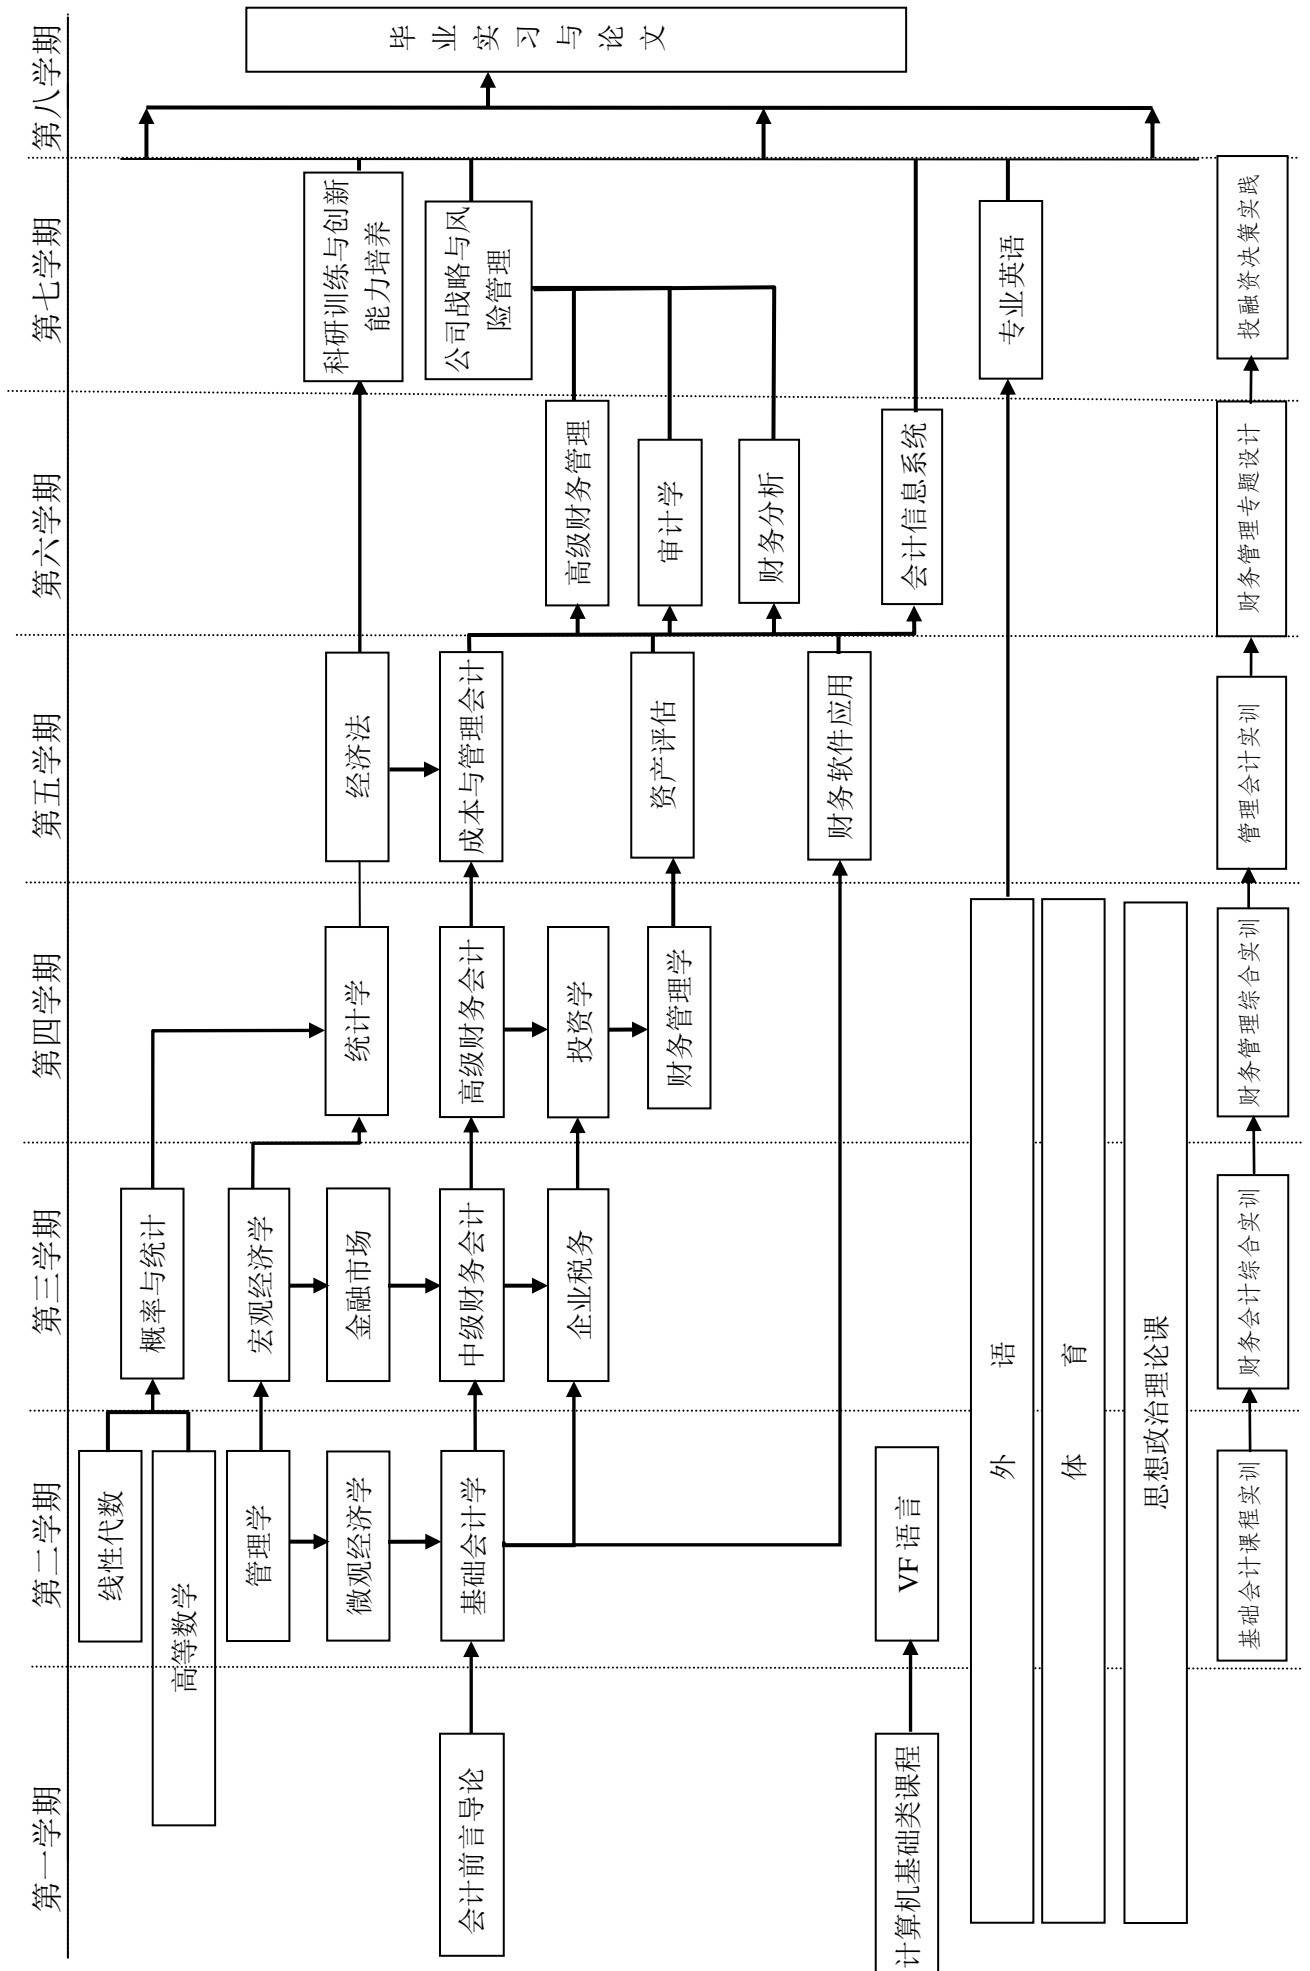 第一学期
第二学期
第三学期
第四学期
第五学期
第六学期
第七学期
第八学期
线性代数
高等数学
概率与统计
管理学
宏观经济学
微观经济学
金融市场
统计学
经济法
科研训练与创新
能力培养
毕业实习与论文
会计前言导论
基础会计学
中级财务会计
高级财务会计
成本与管理会计
公司战略与风
险管理
企业税务
投资学
高级财务管理
财务管理学
资产评估
审计学
财务分析
财务软件应用
会计信息系统
计算机基础类课程
VF 语言
外语
专业英语
体育
思想政治理论课
基础会计课程实训
财务会计综合实训
财务管理综合实训
管理会计实训
财务管理专题设计
投融资决策实践